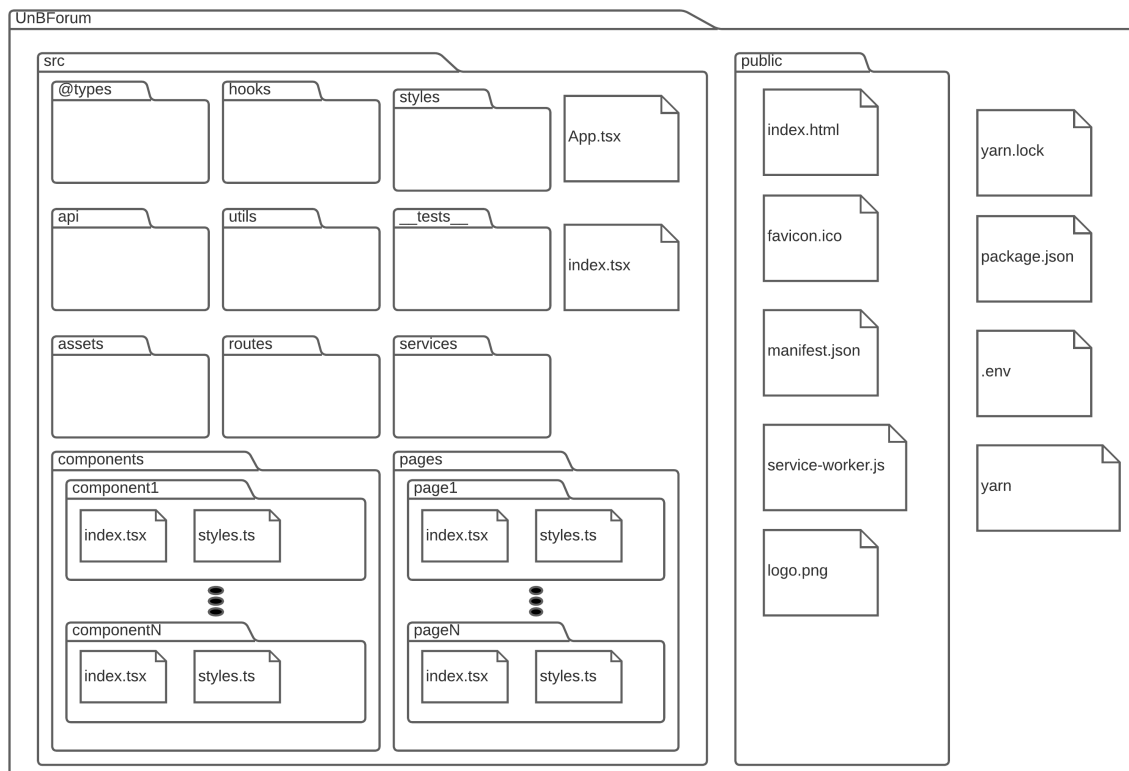 UnBForum
src
@types
hooks
styles
App.tsx
api
utils
__tests__
index.tsx
assets
routes
services
components
component1
index.tsx
styles.ts
componentN
index.tsx
styles.ts
pages
page1
index.tsx
styles.ts
pageN
index.tsx
styles.ts
public
index.html
favicon.ico
manifest.json
service-worker.js
logo.png
yarn.lock
package.json
.env
yarn